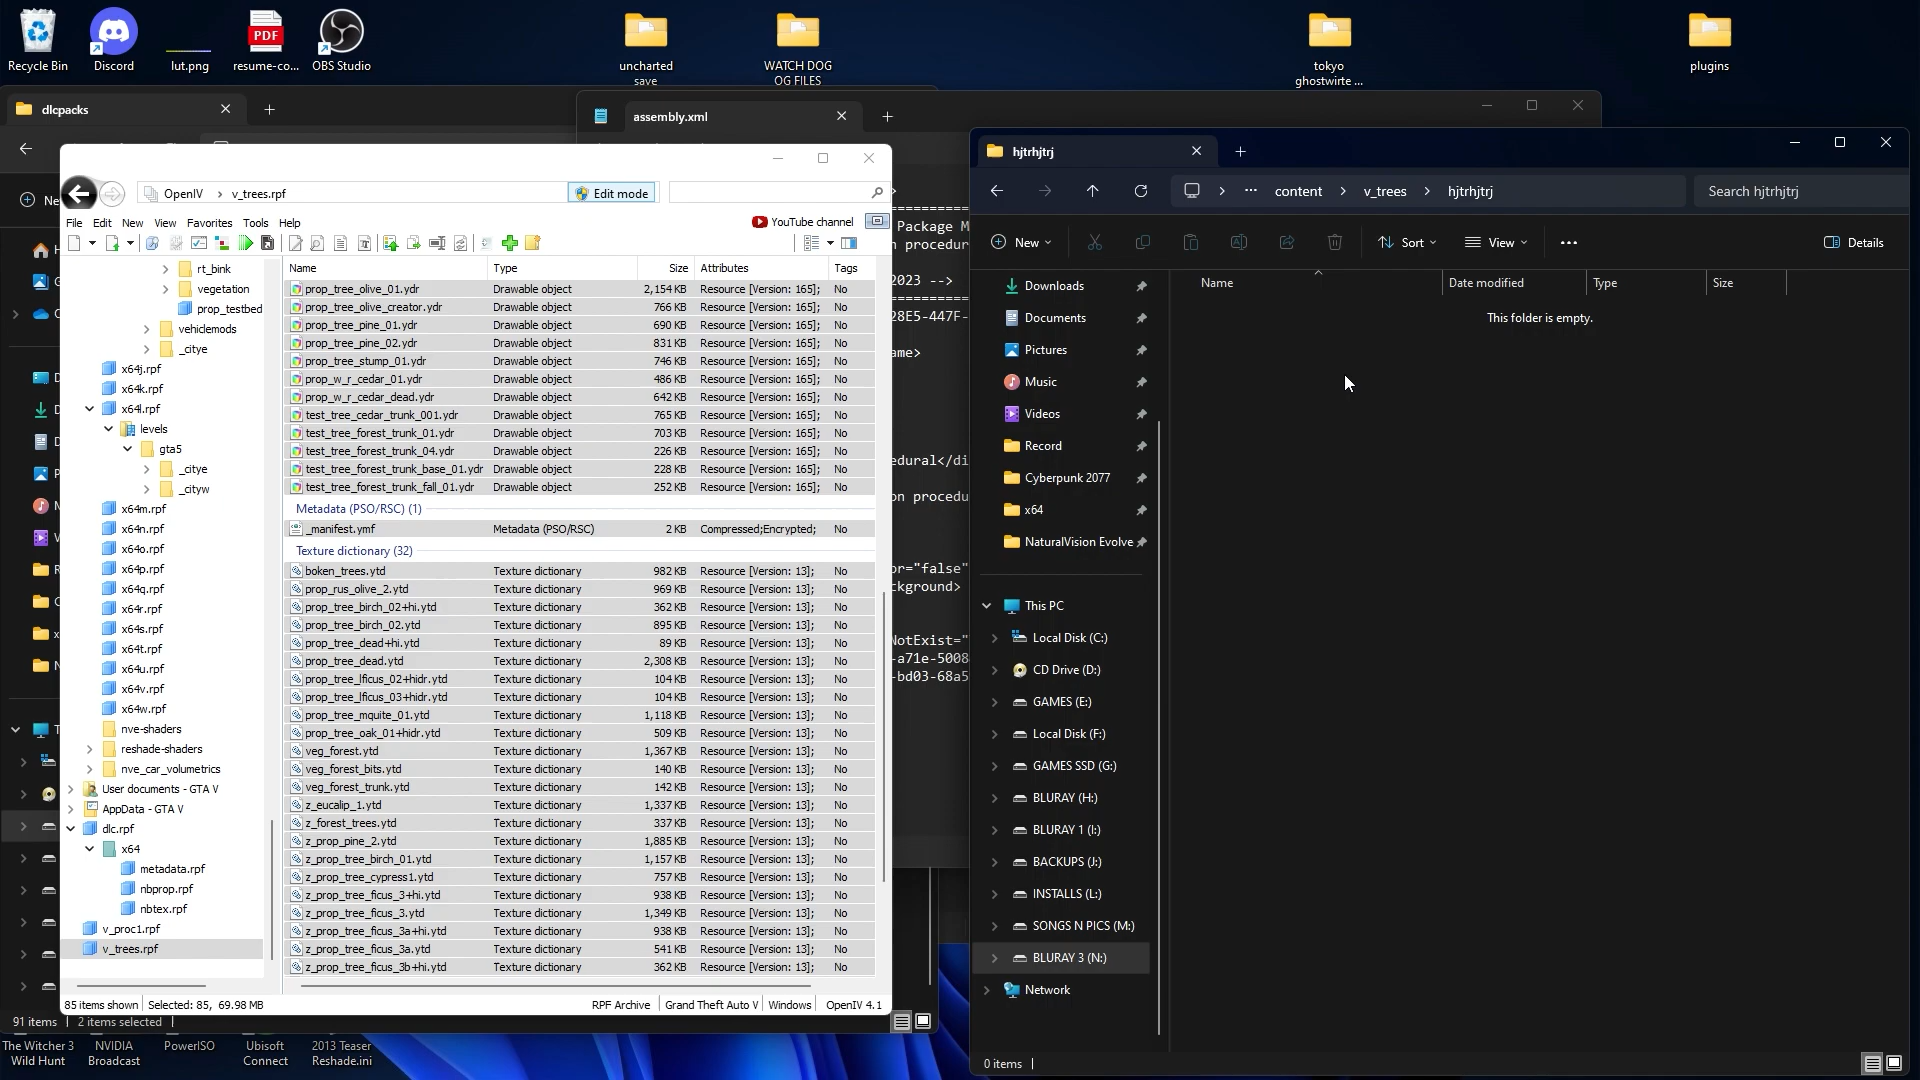 Recycle Bin
Discord
lut.png
resume-co...
OBS Studio
uncharted
save
WATCH DOG
OG FILES
tokyo
ghostwirte ...
plugins
dlcpacks
assembly.xml
OpenIV
v_trees.rpf
Edit mode
File Edit New View Favorites Tools Help
YouTube channel
rt_bink
vegetation
prop_testbed
vehiclemods
_citye
x64j.rpf
x64k.rpf
x64l.rpf
levels
gta5
_citye
_cityw
x64m.rpf
x64n.rpf
x64o.rpf
x64p.rpf
x64q.rpf
x64r.rpf
x64s.rpf
x64t.rpf
x64u.rpf
x64v.rpf
x64w.rpf
nve-shaders
reshade-shaders
nve_car_volumetrics
User documents - GTA V
AppData - GTA V
dlc.rpf
x64
metadata.rpf
nbprop.rpf
nbtex.rpf
v_proc1.rpf
v_trees.rpf
Name Type Size Attributes Tags
prop_tree_olive_01.ydr Drawable object 2,154 KB Resource [Version: 165]; No
prop_tree_olive_creator.ydr Drawable object 766 KB Resource [Version: 165]; No
prop_tree_pine_01.ydr Drawable object 690 KB Resource [Version: 165]; No
prop_tree_pine_02.ydr Drawable object 831 KB Resource [Version: 165]; No
prop_tree_stump_01.ydr Drawable object 746 KB Resource [Version: 165]; No
prop_w_r_cedar_01.ydr Drawable object 486 KB Resource [Version: 165]; No
prop_w_r_cedar_dead.ydr Drawable object 642 KB Resource [Version: 165]; No
test_tree_cedar_trunk_001.ydr Drawable object 765 KB Resource [Version: 165]; No
test_tree_forest_trunk_01.ydr Drawable object 703 KB Resource [Version: 165]; No
test_tree_forest_trunk_04.ydr Drawable object 226 KB Resource [Version: 165]; No
test_tree_forest_trunk_base_01.ydr Drawable object 228 KB Resource [Version: 165]; No
test_tree_forest_trunk_fall_01.ydr Drawable object 252 KB Resource [Version: 165]; No
Metadata (PSO/RSC) (1)
_manifest.ymf Metadata (PSO/RSC) 2 KB Compressed;Encrypted; No
Texture dictionary (32)
boken_trees.ytd Texture dictionary 982 KB Resource [Version: 13]; No
prop_rus_olive_2.ytd Texture dictionary 969 KB Resource [Version: 13]; No
prop_tree_birch_02+hi.ytd Texture dictionary 362 KB Resource [Version: 13]; No
prop_tree_birch_02.ytd Texture dictionary 895 KB Resource [Version: 13]; No
prop_tree_dead+hi.ytd Texture dictionary 89 KB Resource [Version: 13]; No
prop_tree_dead.ytd Texture dictionary 2,308 KB Resource [Version: 13]; No
prop_tree_lficus_02+hidr.ytd Texture dictionary 104 KB Resource [Version: 13]; No
prop_tree_lficus_03+hidr.ytd Texture dictionary 104 KB Resource [Version: 13]; No
prop_tree_mquite_01.ytd Texture dictionary 1,118 KB Resource [Version: 13]; No
prop_tree_oak_01+hidr.ytd Texture dictionary 509 KB Resource [Version: 13]; No
veg_forest.ytd Texture dictionary 1,367 KB Resource [Version: 13]; No
veg_forest_bits.ytd Texture dictionary 140 KB Resource [Version: 13]; No
veg_forest_trunk.ytd Texture dictionary 142 KB Resource [Version: 13]; No
z_eucalip_1.ytd Texture dictionary 1,337 KB Resource [Version: 13]; No
z_forest_trees.ytd Texture dictionary 337 KB Resource [Version: 13]; No
z_prop_pine_2.ytd Texture dictionary 1,885 KB Resource [Version: 13]; No
z_prop_tree_birch_01.ytd Texture dictionary 1,157 KB Resource [Version: 13]; No
z_prop_tree_cypress1.ytd Texture dictionary 757 KB Resource [Version: 13]; No
z_prop_tree_ficus_3+hi.ytd Texture dictionary 938 KB Resource [Version: 13]; No
z_prop_tree_ficus_3.ytd Texture dictionary 1,349 KB Resource [Version: 13]; No
z_prop_tree_ficus_3a+hi.ytd Texture dictionary 938 KB Resource [Version: 13]; No
z_prop_tree_ficus_3a.ytd Texture dictionary 541 KB Resource [Version: 13]; No
z_prop_tree_ficus_3b+hi.ytd Texture dictionary 362 KB Resource [Version: 13]; No
85 items shown Selected: 85, 69.98 MB RPF Archive Grand Theft Auto V Windows OpenIV 4.1
91 items 2 items selected
Package M
n procedur
2023 -->
28E5-447F-
ame>
edural</di
on procedu
or="false"
kground>
NotExist="
-a71e-5008
-bd03-68a5
hjtrhjtrj
... content v_trees hjtrhjtrj
Search hjtrhjtrj
New Sort View ... Details
Downloads
Documents
Pictures
Music
Videos
Record
Cyberpunk 2077
x64
NaturalVision Evolve
This PC
Local Disk (C:)
CD Drive (D:)
GAMES (E:)
Local Disk (F:)
GAMES SSD (G:)
BLURAY (H:)
BLURAY 1 (I:)
BACKUPS (J:)
INSTALLS (L:)
SONGS N PICS (M:)
BLURAY 3 (N:)
Network
Name Date modified Type Size
This folder is empty.
0 items
The Witcher 3
Wild Hunt
NVIDIA
Broadcast
PowerISO
Ubisoft
Connect
2013 Teaser
Reshade.ini